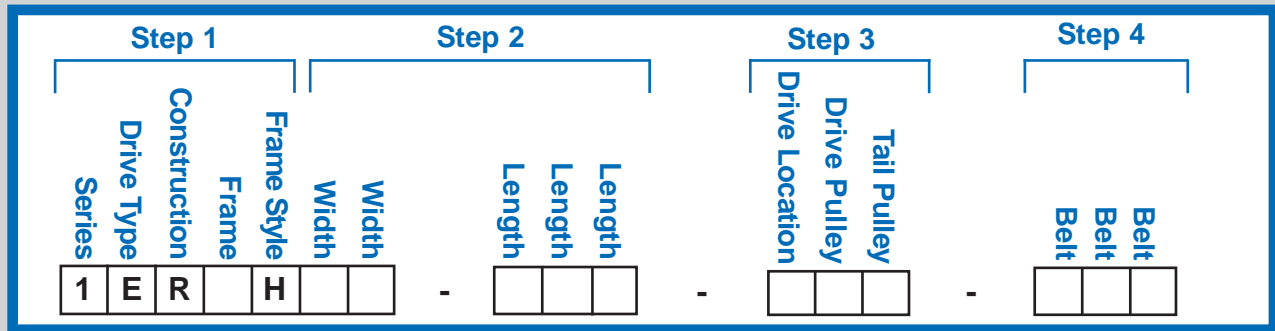 Step 1 Step 2 Step 3 Step 4
Series Drive Type Construction Frame Frame Style Width Width Length Length Length Drive Location Drive Pulley Tail Pulley Belt Belt Belt
1 E R H - - -